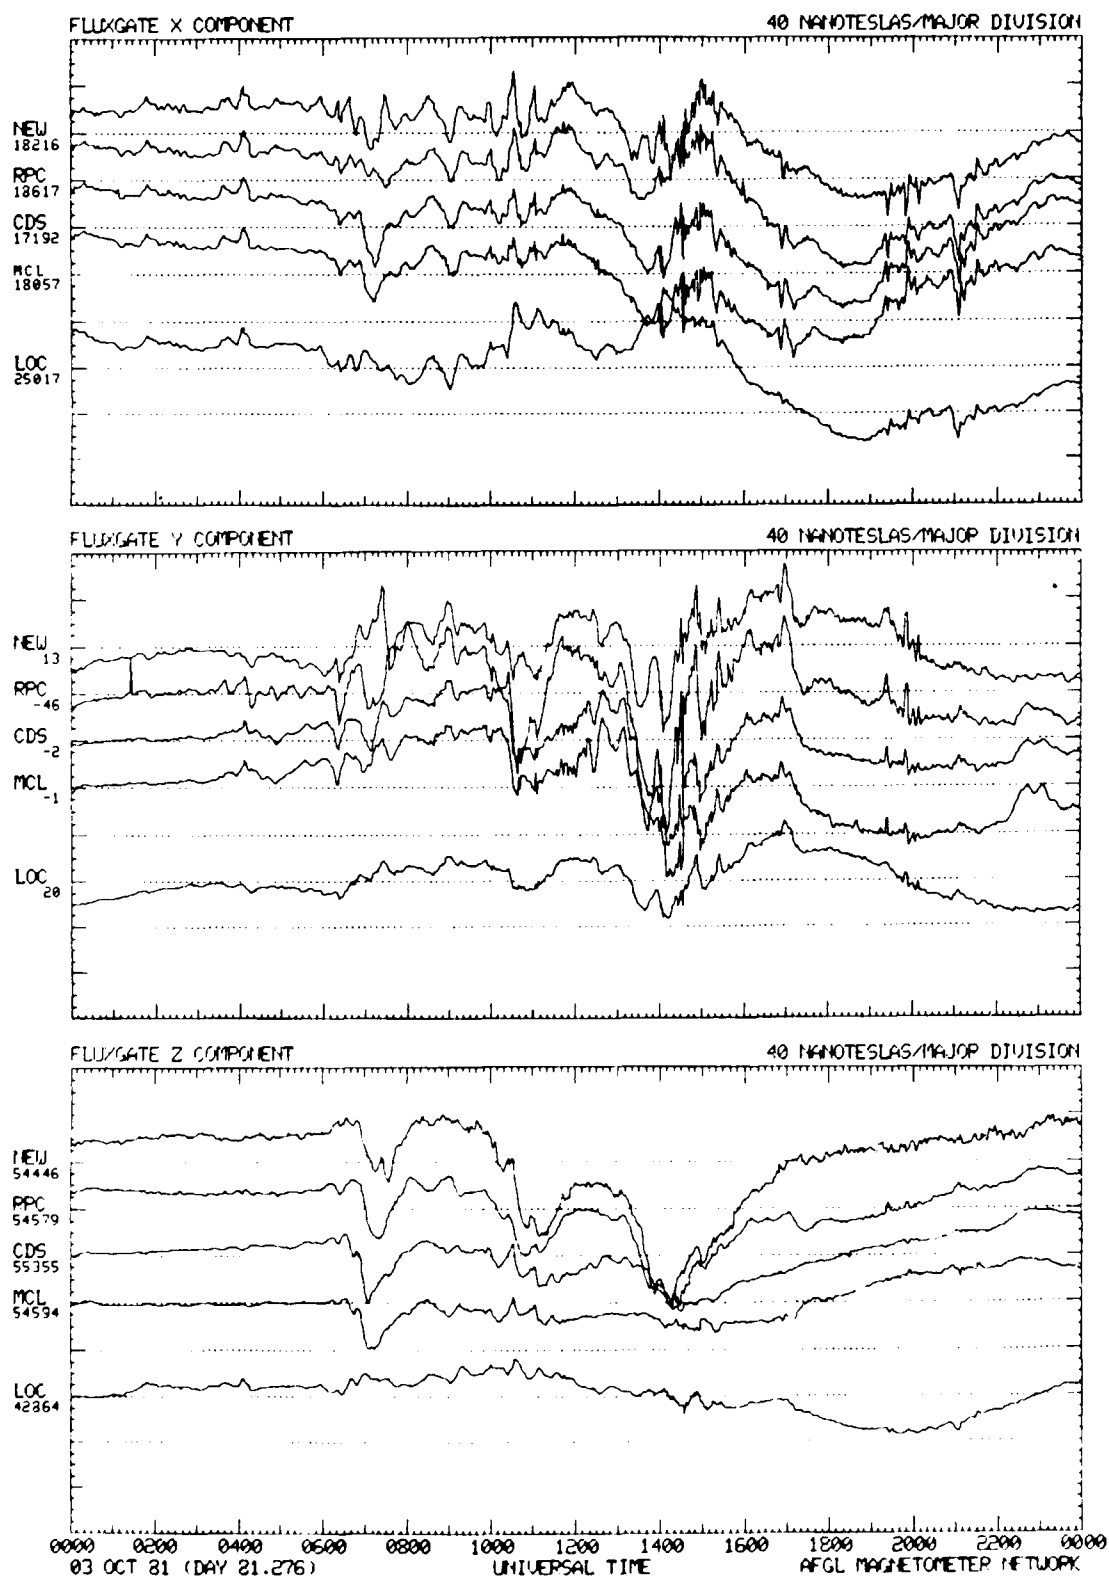 FLUXGATE X COMPONENT 40 NANOTESLAS/MAJOR DIVISION
NEW
18216
RPC
18617
CDS
17192
MCL
18057
LOC
25017
FLUXGATE Y COMPONENT 40 NANOTESLAS/MAJOR DIVISION
NEW
13
RPC
-46
CDS
-2
MCL
-1
LOC
20
FLUXGATE Z COMPONENT 40 NANOTESLAS/MAJOR DIVISION
NEW
54446
RPC
54579
CDS
55355
MCL
54594
LOC
42864
0000 0200 0400 0600 0800 1000 1200 1400 1600 1800 2000 2200 0000
03 OCT 81 (DAY 81.276) UNIVERSAL TIME AFGL MAGNETOMETER NETWORK